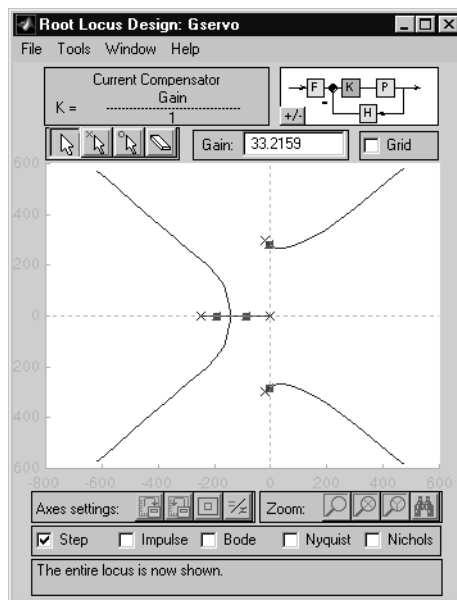 Root Locus Design: Gservo
File Tools Window Help
Current Compensator
K = Gain
1
F K P
H
+/-
Gain: 33.2159
Grid
600
400
200
0
200
400
600
-800 -600 -400 -200 0 200 400 600
Axes settings: Zoom:
Step Impulse Bode Nyquist Nichols
The entire locus is now shown.